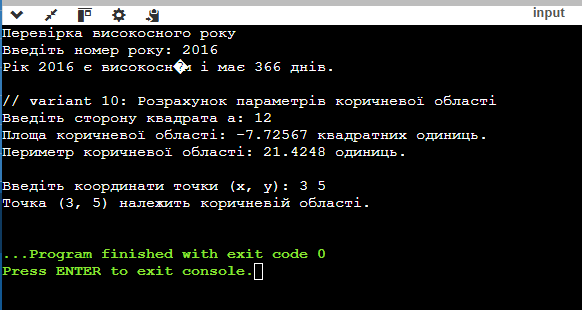 input
Перевірка високосного року
Введіть номер року: 2016
Рік 2016 є високосн�м і має 366 днів.
// variant 10: Розрахунок параметрів коричневої області
Введіть сторону квадрата a: 12
Площа коричневої області: -7.72567 квадратних одиниць.
Периметр коричневої області: 21.4248 одиниць.
Введіть координати точки (x, y): 3 5
Точка (3, 5) належить коричневій області.
...Program finished with exit code 0
Press ENTER to exit console.